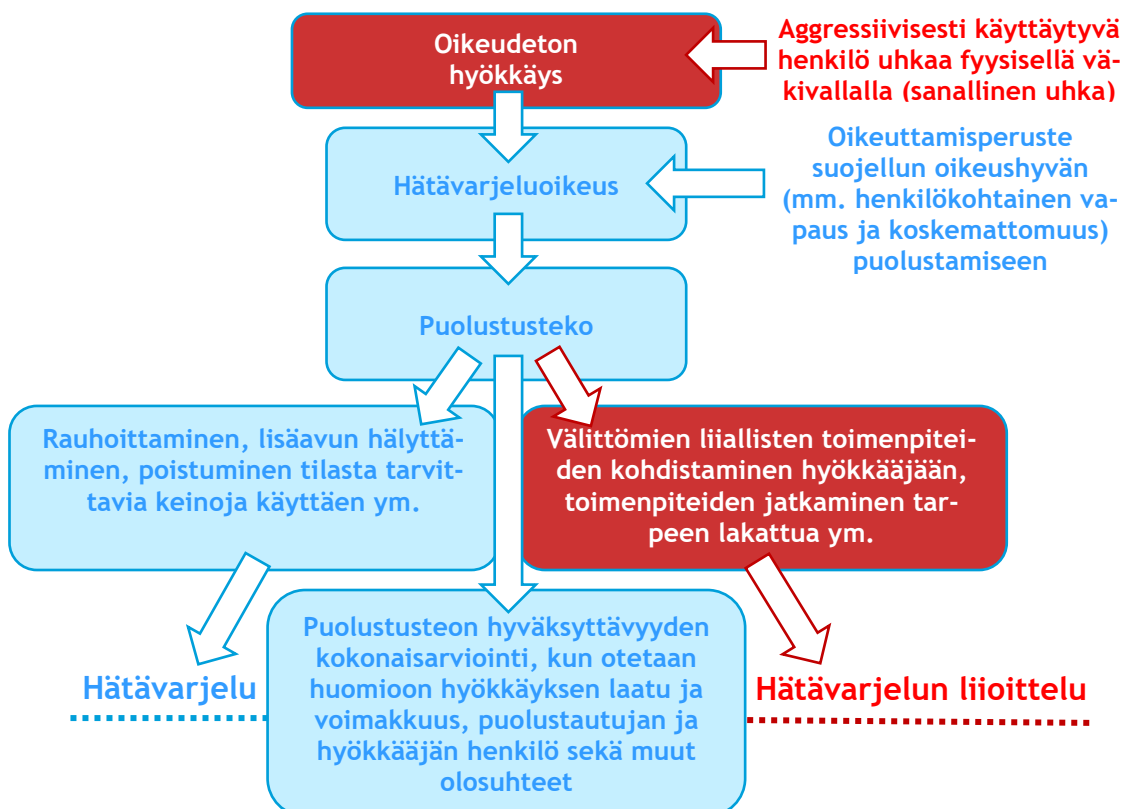 Oikeudeton
hyökkäys
Aggressiivisesti käyttäytyvä
henkilö uhkaa fyysisellä vä-
kivallalla (sanallinen uhka)
Hätävarjeluoikeus
Oikeuttamisperuste
suojellun oikeushyvän
(mm. henkilökohtainen va-
paus ja koskemattomuus)
puolustamiseen
Puolustusteko
Rauhoittaminen, lisäavun hälyttä-
minen, poistuminen tilasta tarvit-
tavia keinoja käyttäen ym.
Välittömien liiallisten toimenpitei-
den kohdistaminen hyökkääjään,
toimenpiteiden jatkaminen tar-
peen lakattua ym.
Hätävarjelu
Puolustusteon hyväksyttävyyden
kokonaisarviointi, kun otetaan
huomioon hyökkäyksen laatu ja
voimakkuus, puolustautujan ja
hyökkääjän henkilö sekä muut
olosuhteet
Hätävarjelun liioittelu